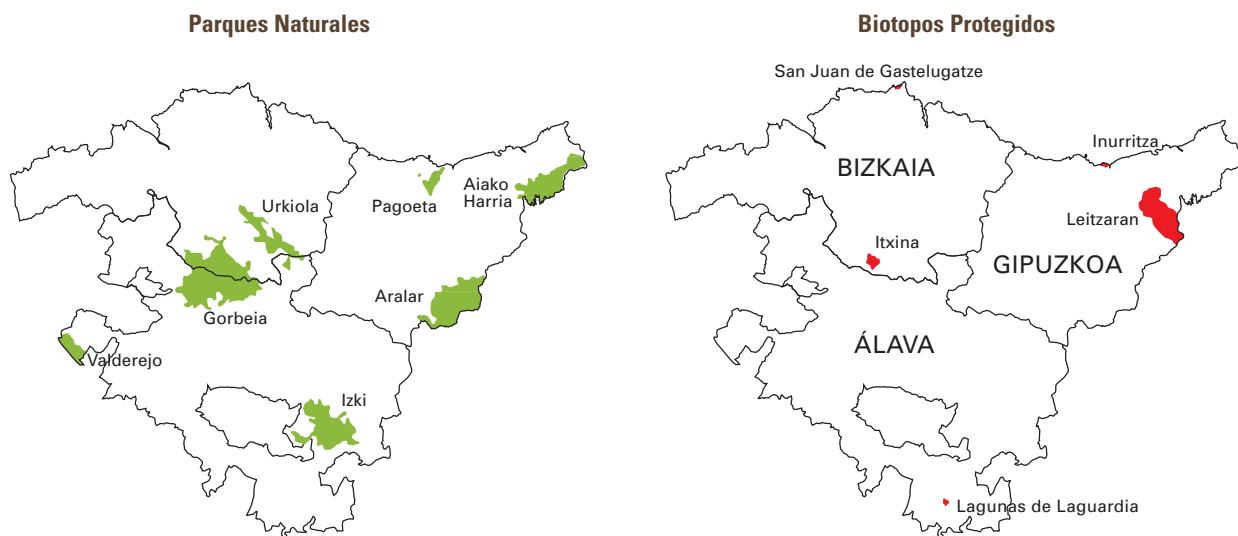 Parques Naturales
Aiako
Harria
Pagoeta
Urkiola
Aralar
Gorbeia
Valderejo
Izki
Biotopos Protegidos
San Juan de Gastelugatze
Inurritza
BIZKAIA
Leitzaran
Itxina
GIPUZKOA
ÁLAVA
Lagunas de Laguardia